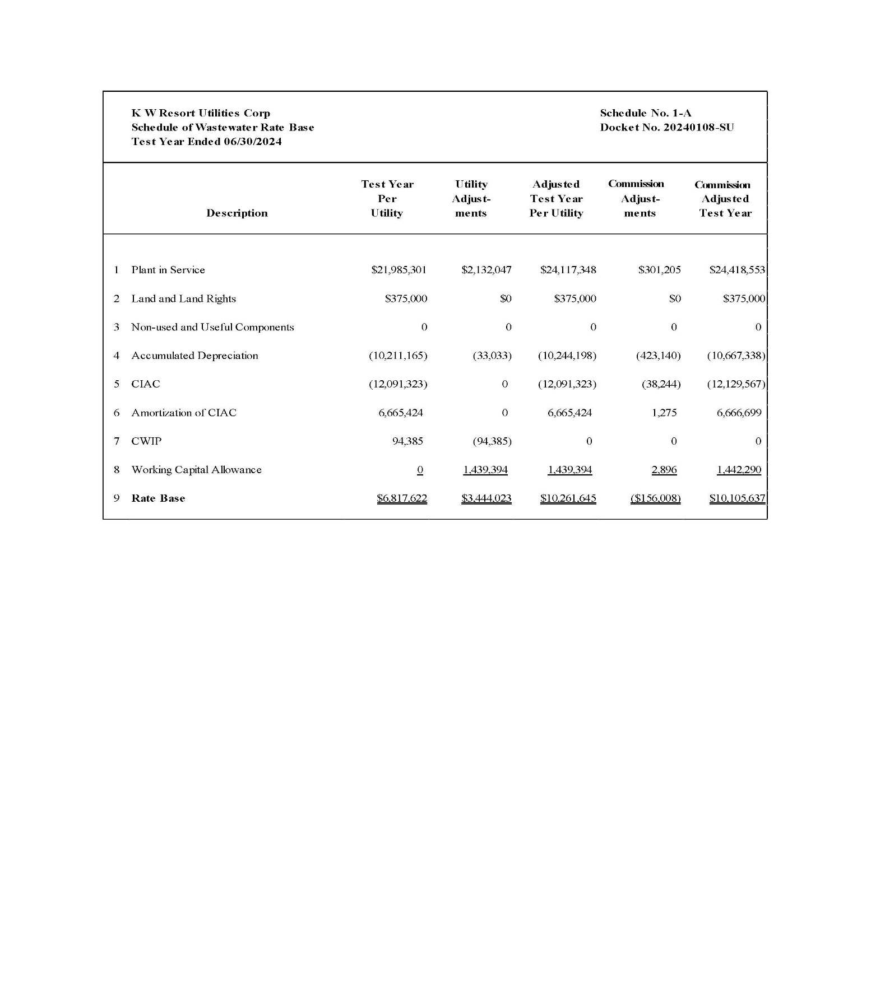 K W Resort Utilities Corp Schedule No. 1-A
Schedule of Wastewater Rate Base Docket No. 20240108-SU
Test Year Ended 06/30/2024
Test Year Utility Adjusted Commission Commission
Per Adjust- Test Year Adjust- Adjusted
Description Utility ments Per Utility ments Test Year
1 Plant in Service $21,985,301 $2,132,047 $24,117,348 $301,205 $24,418,553
2 Land and Land Rights $375,000 $0 $375,000 $0 $375,000
3 Non-used and Useful Components 0 0 0 0 0
4 Accumulated Depreciation (10,211,165) (33,033) (10,244,198) (423,140) (10,667,338)
5 CIAC (12,091,323) 0 (12,091,323) (38,244) (12,129,567)
6 Amortization of CIAC 6,665,424 0 6,665,424 1,275 6,666,699
7 CWIP 94,385 (94,385) 0 0 0
8 Working Capital Allowance 0 1,439,394 1,439,394 2,896 1,442,290
9 Rate Base $6,817,622 $3,444,023 $10,261,645 ($156,008) $10,105,637